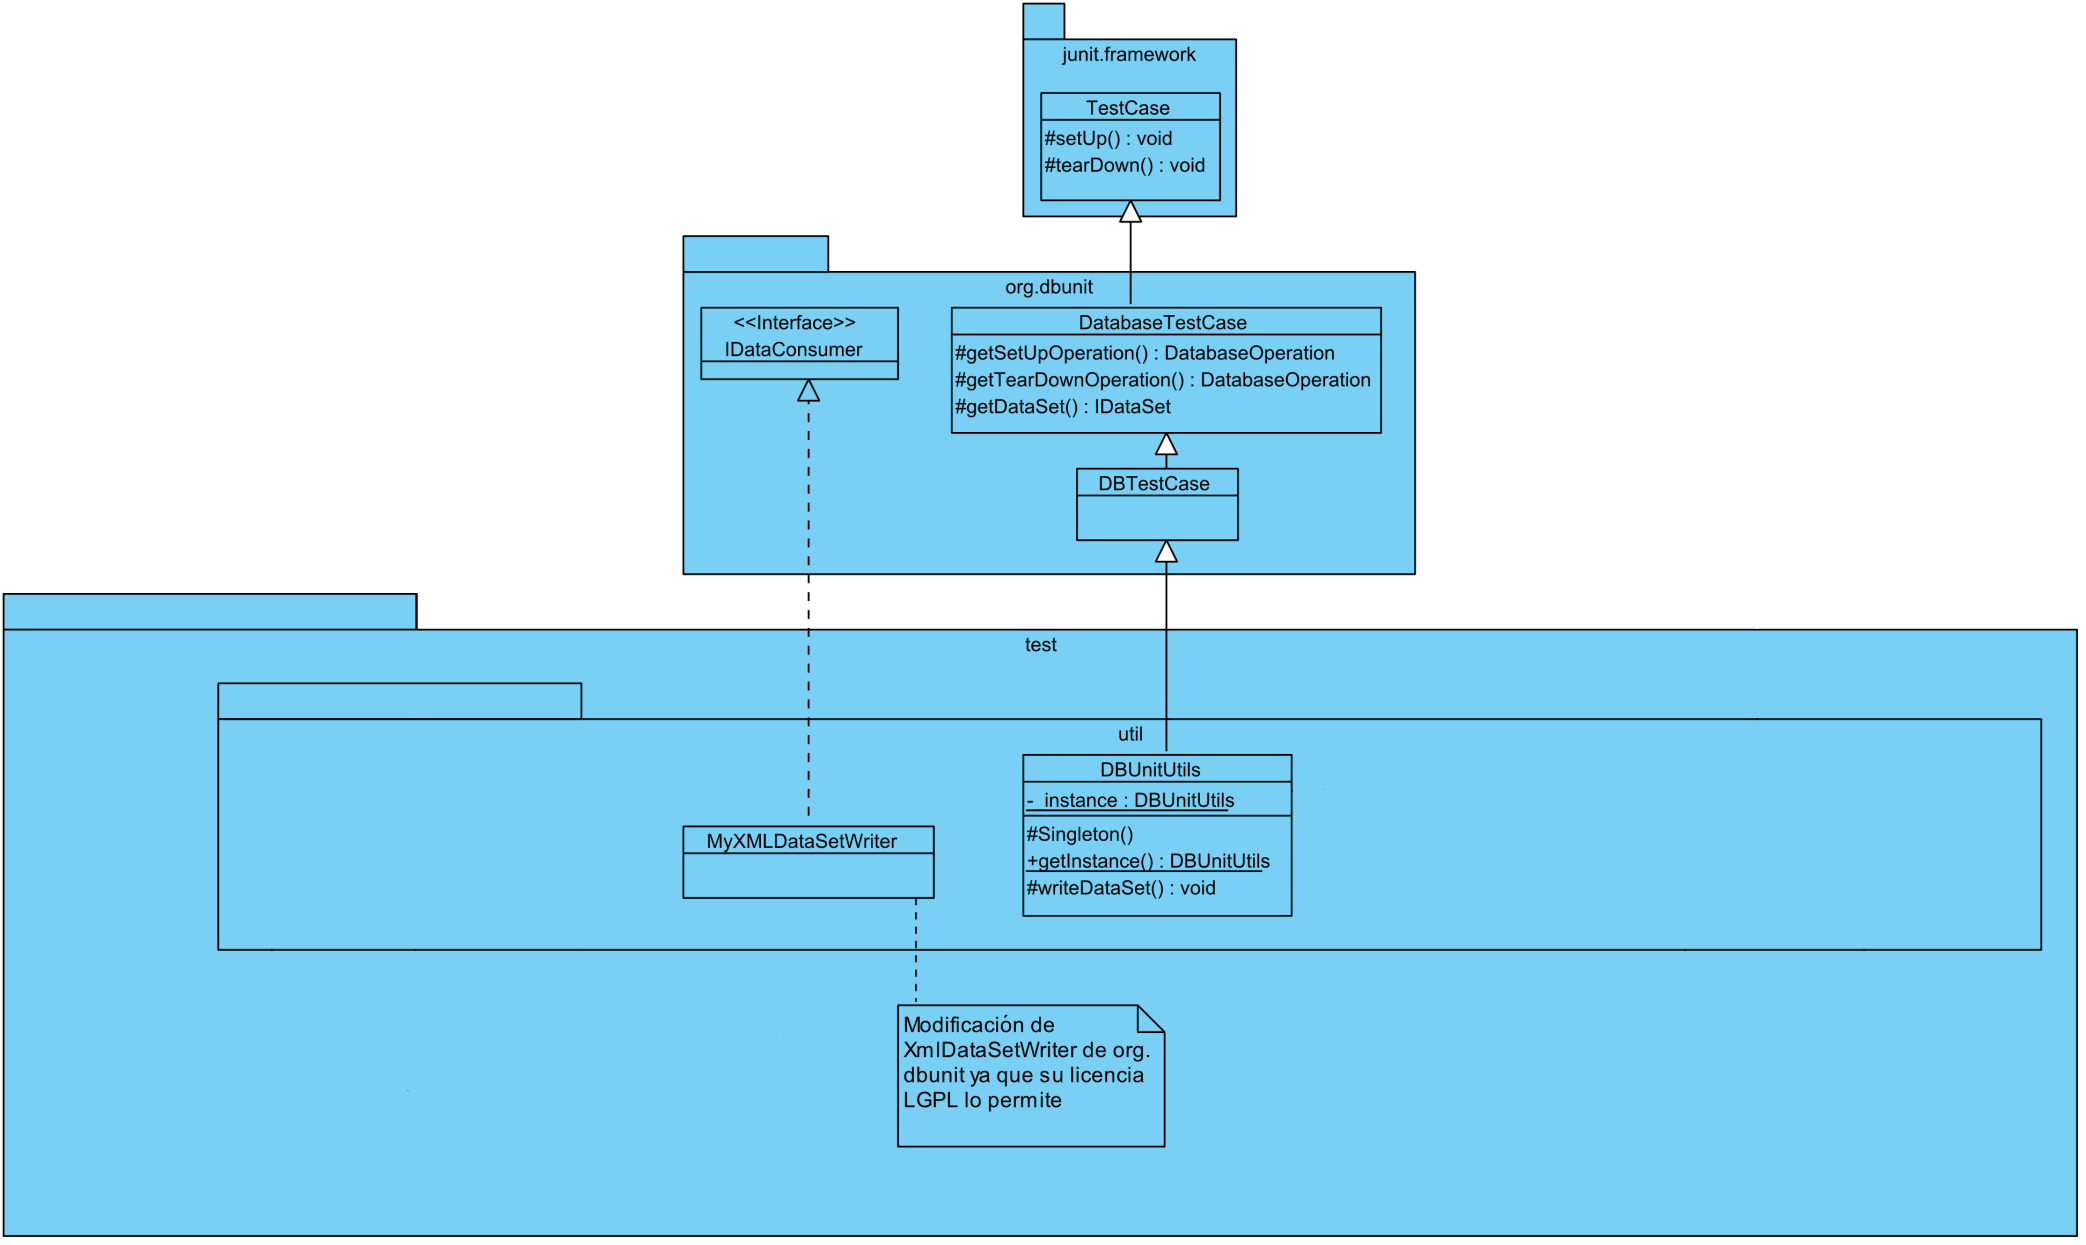 junit.framework
TestCase
#setUp() : void
#tearDown() : void
org.dbunit
<<Interface>>
IDataConsumer
DatabaseTestCase
#getSetUpOperation() : DatabaseOperation
#getTearDownOperation() : DatabaseOperation
#getDataSet() : IDataSet
DBTestCase
test
util
DBUnitUtils
-_instance : DBUnitUtils
#Singleton()
+getInstance() : DBUnitUtils
#writeDataSet() : void
MyXMLDataSetWriter
Modificación de
XmlDataSetWriter de org.
dbunit ya que su licencia
LGPL lo permite